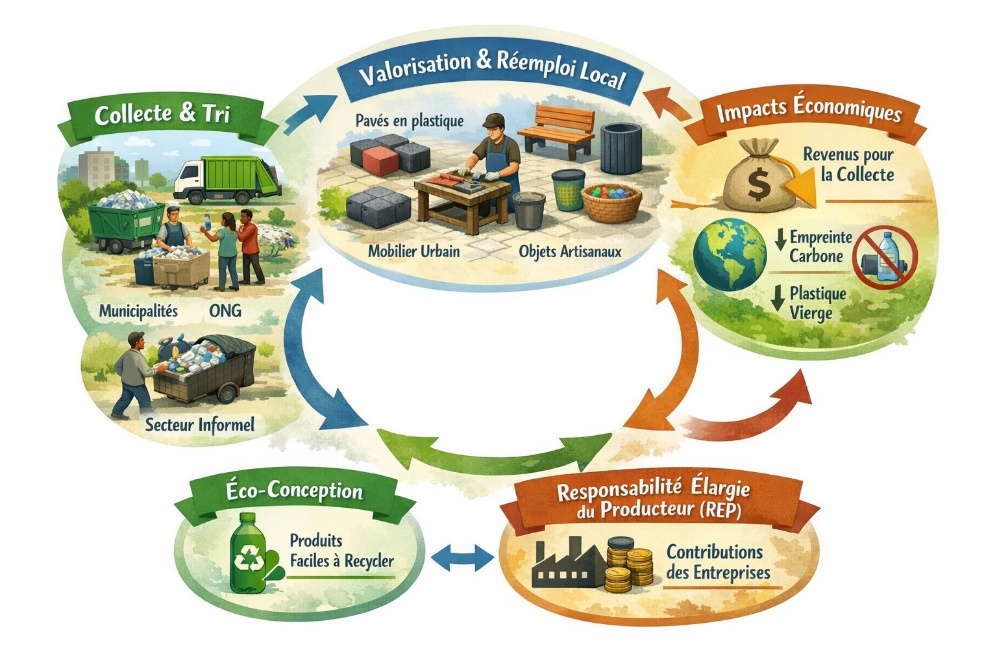 Valorisation & Réemploi Local
Pavés en plastique
Mobilier Urbain
Objets Artisanaux
Collecte & Tri
Municipalités
ONG
Secteur Informel
Impacts Économiques
$
Revenus pour
la Collecte
Empreinte
Carbone
Plastique
Vierge
Éco-Conception
Produits
Faciles à Recycler
Responsabilité Élargie
du Producteur (REP)
Contributions
des Entreprises